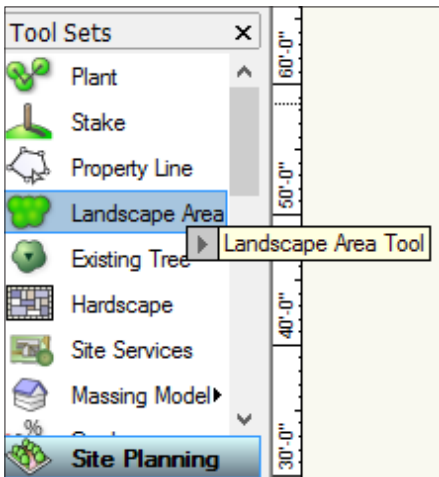 Tool Sets
Plant
Stake
Property Line
Landscape Area
Landscape Area Tool
Existing Tree
Hardscape
Site Services
Massing Model
%
Site Planning
60'-0"
50'-0"
40'-0"
30'-0"